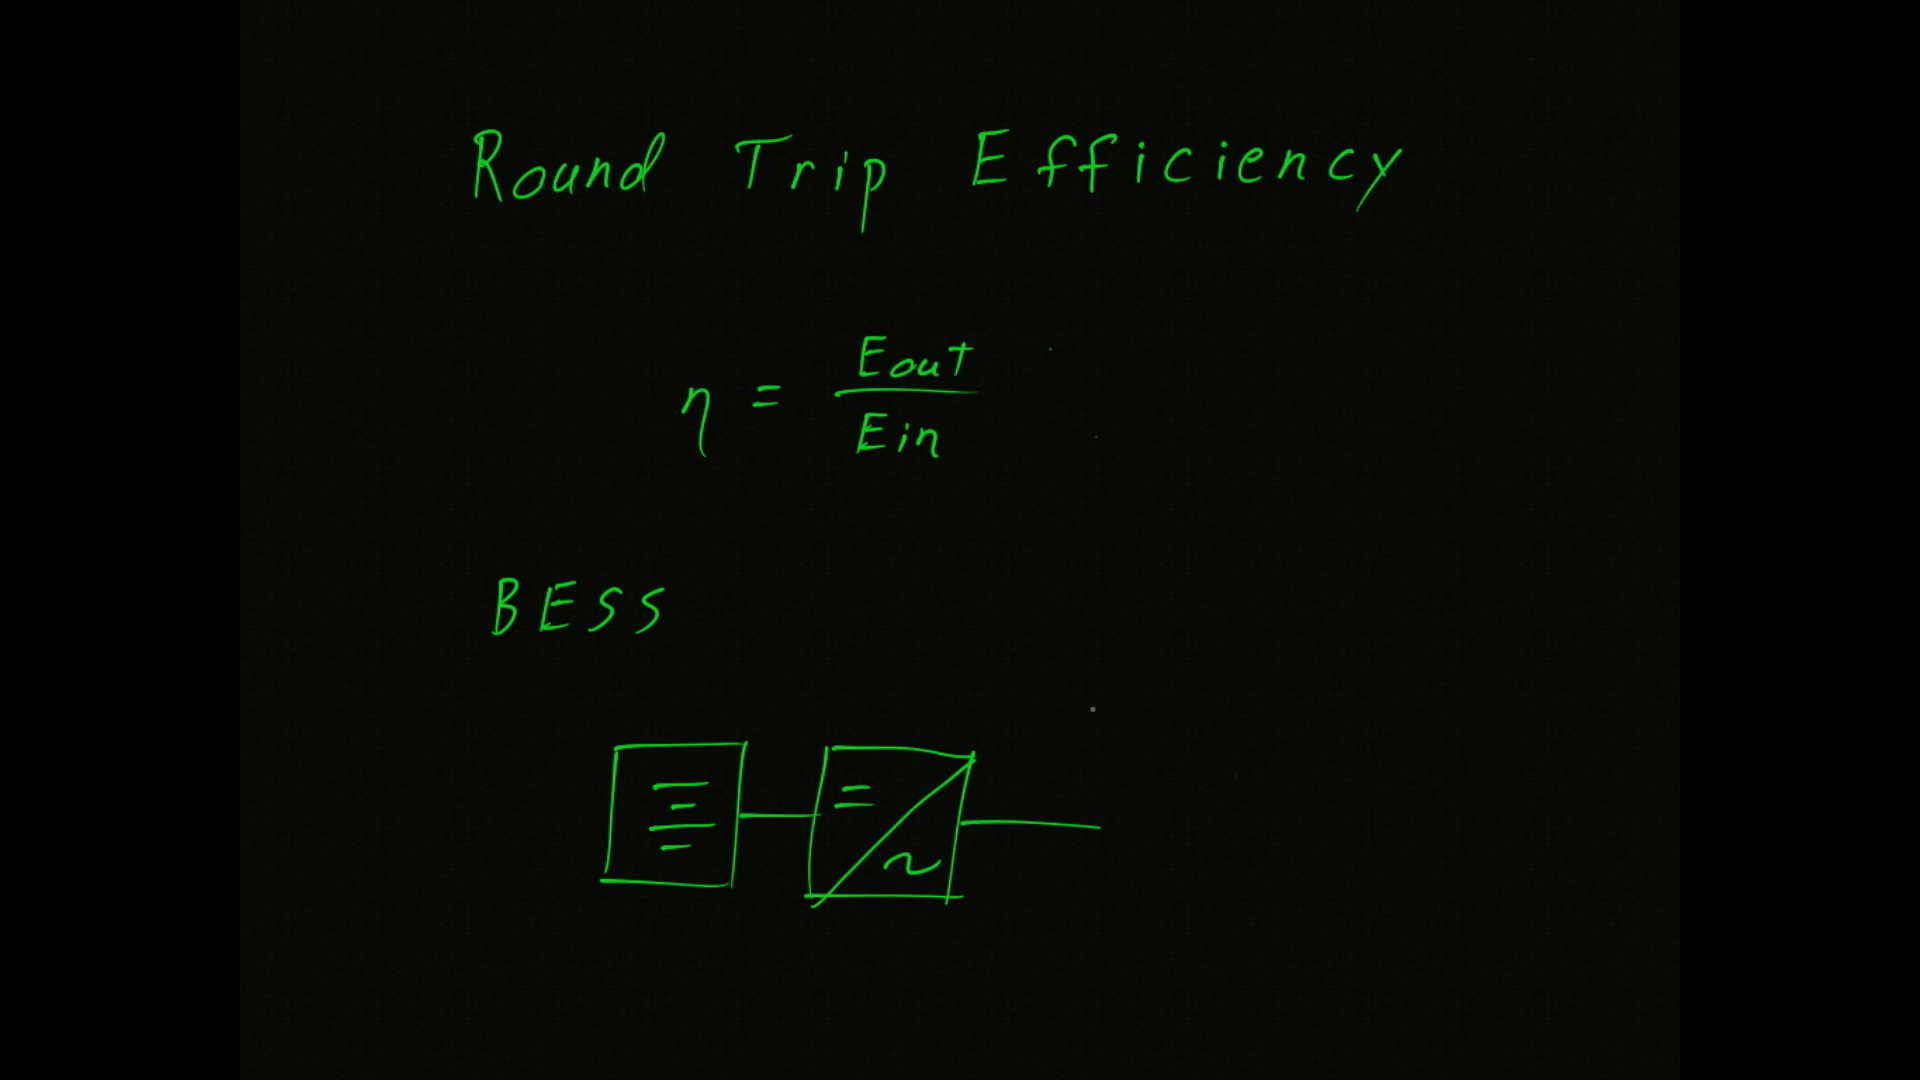 Round Trip Efficiency
η = Eout / Ein
BESS
= ~